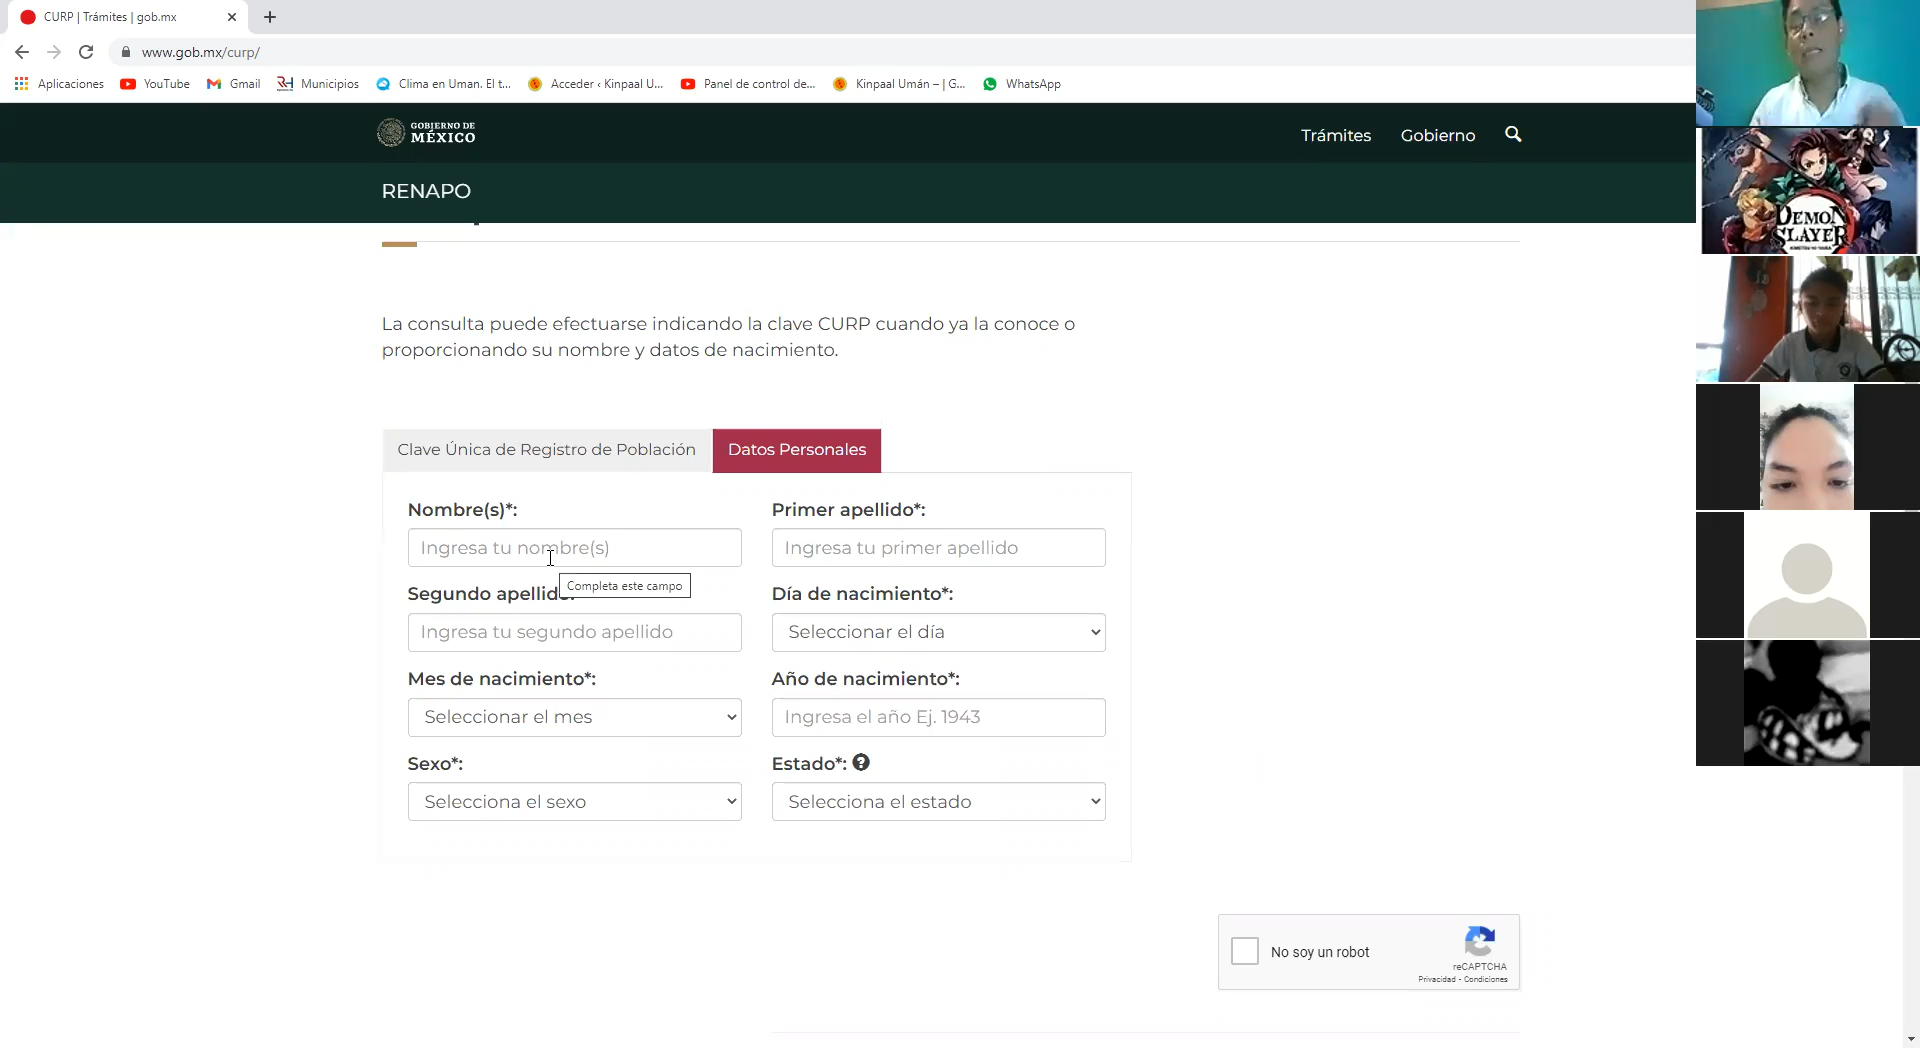 CURP | Trámites | gob.mx
www.gob.mx/curp/
Aplicaciones
YouTube
Gmail
Municipios
Clima en Uman. El t...
Acceder ‹ Kinpaal U...
Panel de control de...
Kinpaal Umán – | G...
WhatsApp
GOBIERNO DE
MÉXICO
Trámites
Gobierno
RENAPO
DEMON
SLAYER
La consulta puede efectuarse indicando la clave CURP cuando ya la conoce o
proporcionando su nombre y datos de nacimiento.
Clave Única de Registro de Población
Datos Personales
Nombre(s)*:
Primer apellido*:
Ingresa tu nombre(s)
Ingresa tu primer apellido
Completa este campo
Segundo apellido
Día de nacimiento*:
Ingresa tu segundo apellido
Seleccionar el día
Mes de nacimiento*:
Año de nacimiento*:
Seleccionar el mes
Ingresa el año Ej. 1943
Sexo*:
Estado*: ?
Selecciona el sexo
Selecciona el estado
No soy un robot
reCAPTCHA
Privacidad - Condiciones